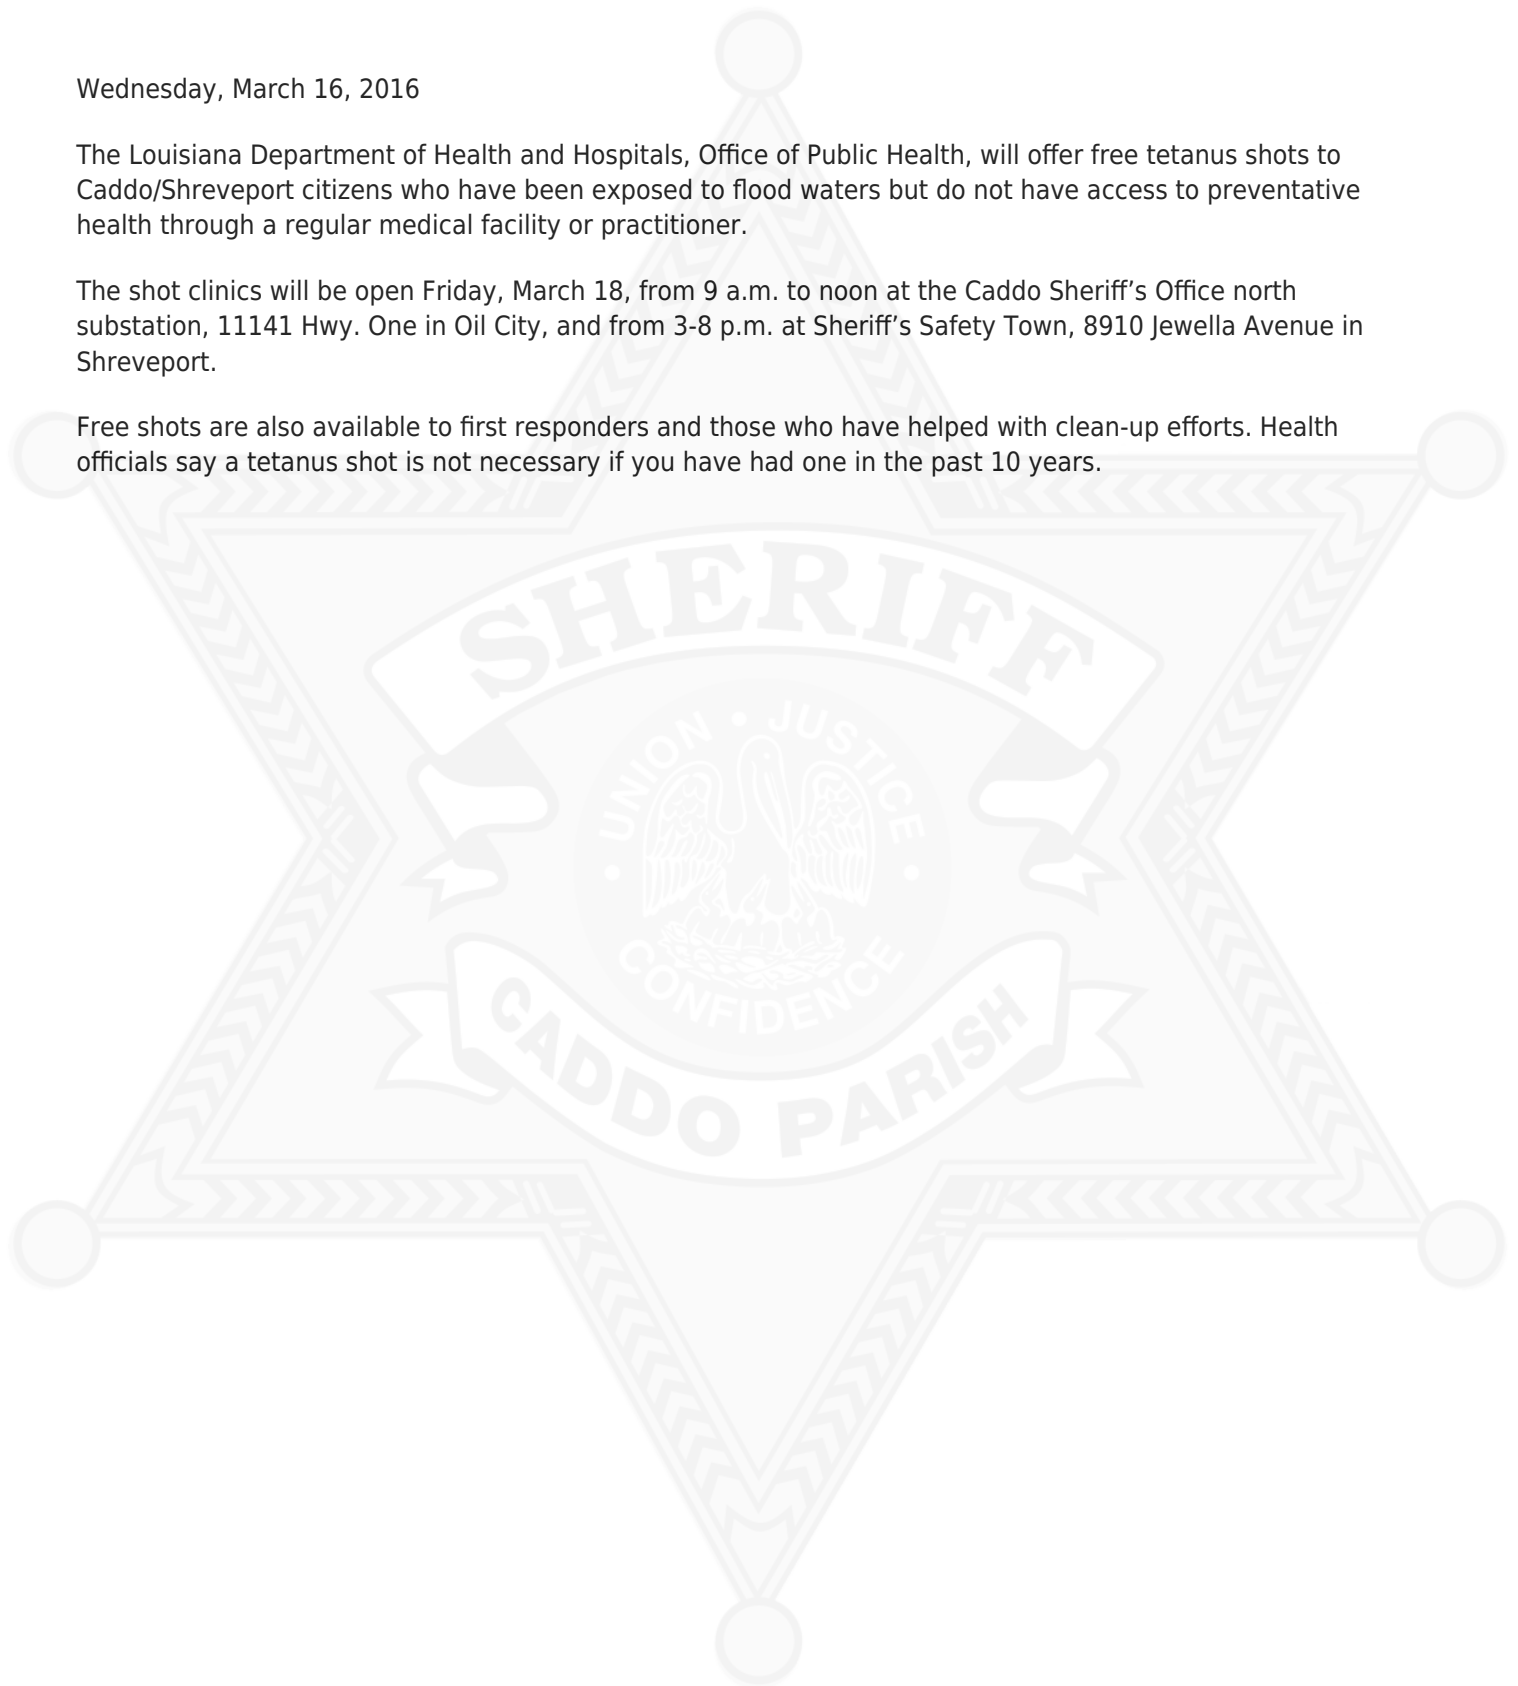 Wednesday, March 16, 2016
The Louisiana Department of Health and Hospitals, Office of Public Health, will offer free tetanus shots to
Caddo/Shreveport citizens who have been exposed to flood waters but do not have access to preventative
health through a regular medical facility or practitioner.
The shot clinics will be open Friday, March 18, from 9 a.m. to noon at the Caddo Sheriff’s Office north
substation, 11141 Hwy. One in Oil City, and from 3-8 p.m. at Sheriff’s Safety Town, 8910 Jewella Avenue in
Shreveport.
Free shots are also available to first responders and those who have helped with clean-up efforts. Health
officials say a tetanus shot is not necessary if you have had one in the past 10 years.
SHERIFF
UNION • JUSTICE
• CONFIDENCE •
CADDO PARISH